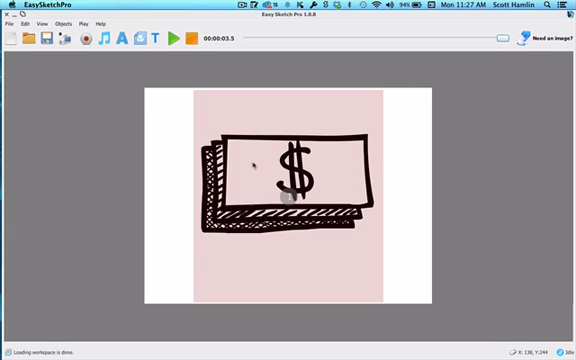 EasySketchPro 94% Mon 11:27 AM Scott Hamlin
Easy Sketch Pro 1.0.8
File Edit View Objects Play Help
A T 00:00:03.5 Need an image?
$
Loading workspace is done. X: 138, Y:244 Idle